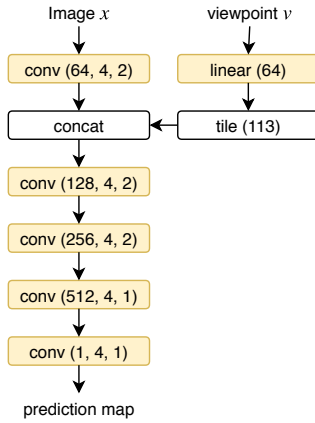 Image x
viewpoint v
conv (64, 4, 2)
linear (64)
concat
tile (113)
conv (128, 4, 2)
conv (256, 4, 2)
conv (512, 4, 1)
conv (1, 4, 1)
prediction map